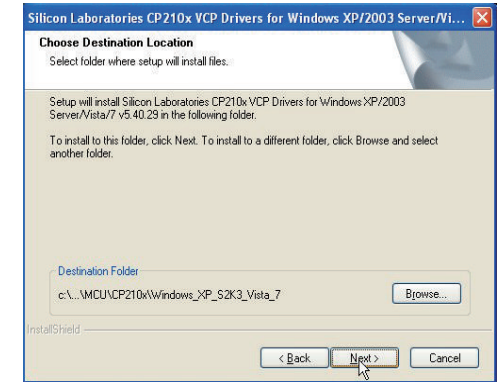 Silicon Laboratories CP210x VCP Drivers for Windows XP/2003 Server/Vi...
Choose Destination Location
Select folder where setup will install files.
Setup will install Silicon Laboratories CP210x VCP Drivers for Windows XP/2003
Server/Vista/7 v5.40.29 in the following folder.
To install to this folder, click Next. To install to a different folder, click Browse and select
another folder.
Destination Folder
c:\...\MCU\CP210x\Windows_XP_S2K3_Vista_7
Browse...
InstallShield
< Back
Next >
Cancel